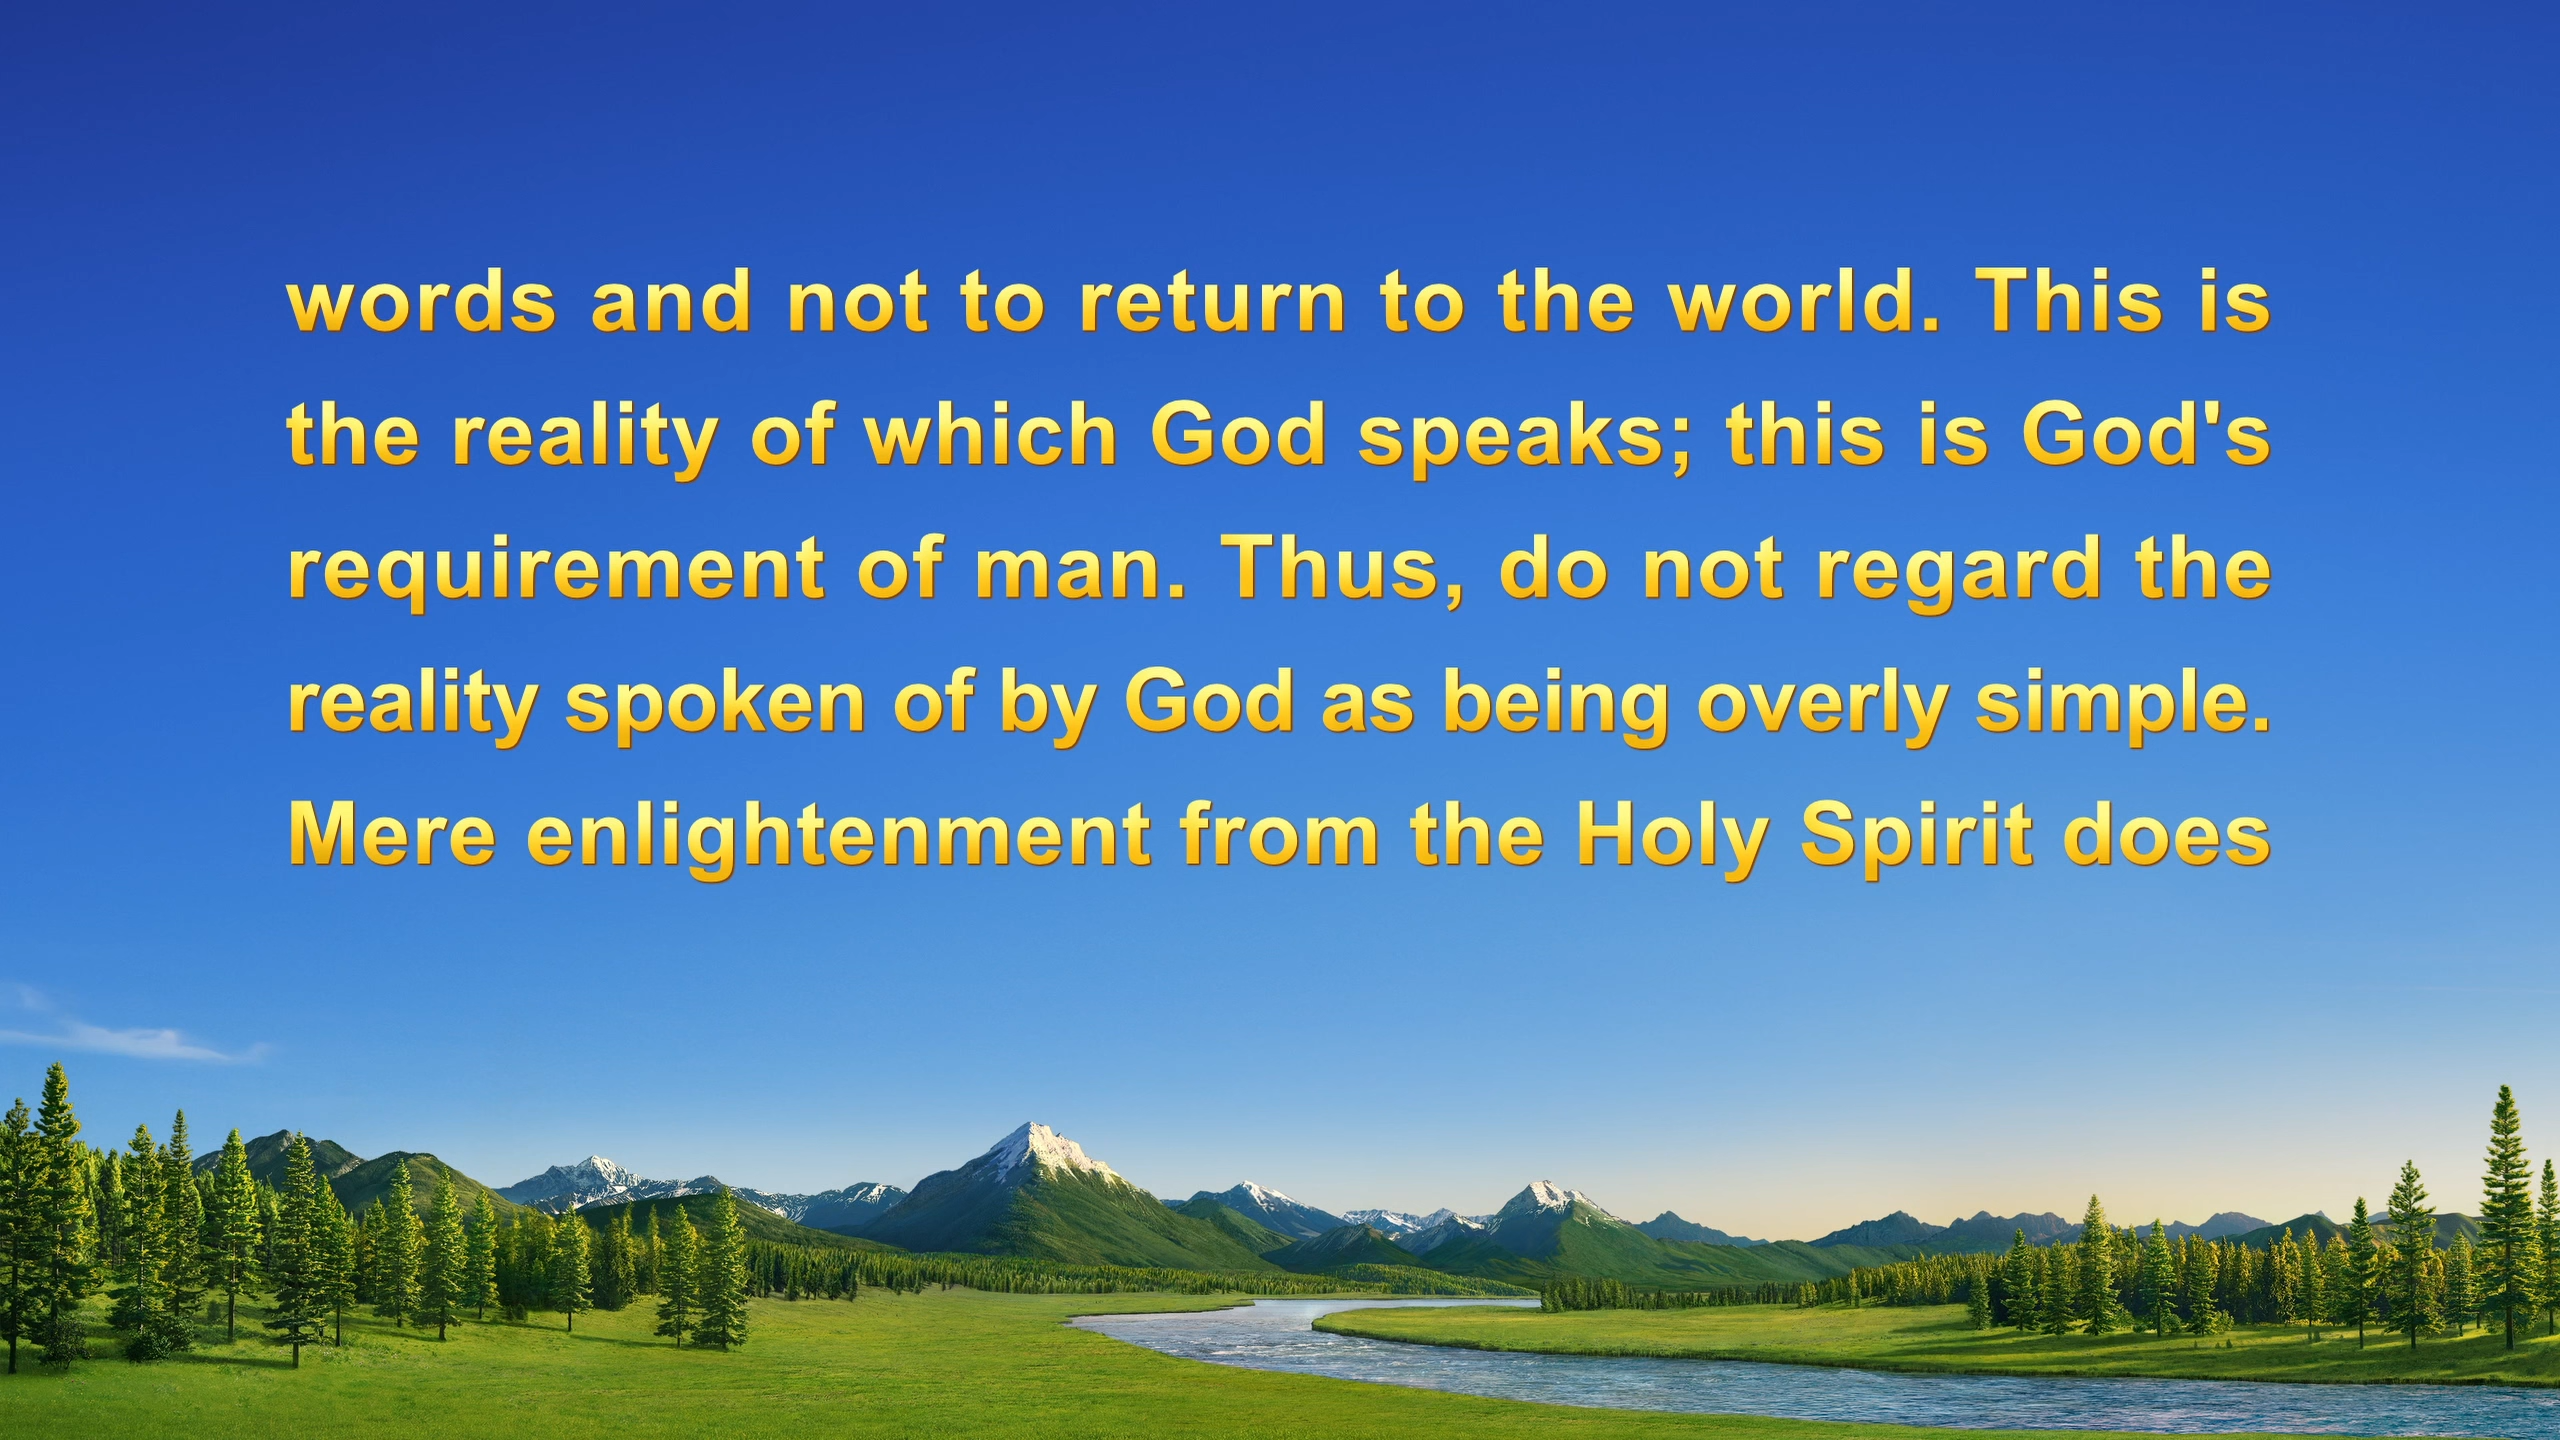 words and not to return to the world. This is
the reality of which God speaks; this is God's
requirement of man. Thus, do not regard the
reality spoken of by God as being overly simple.
Mere enlightenment from the Holy Spirit does